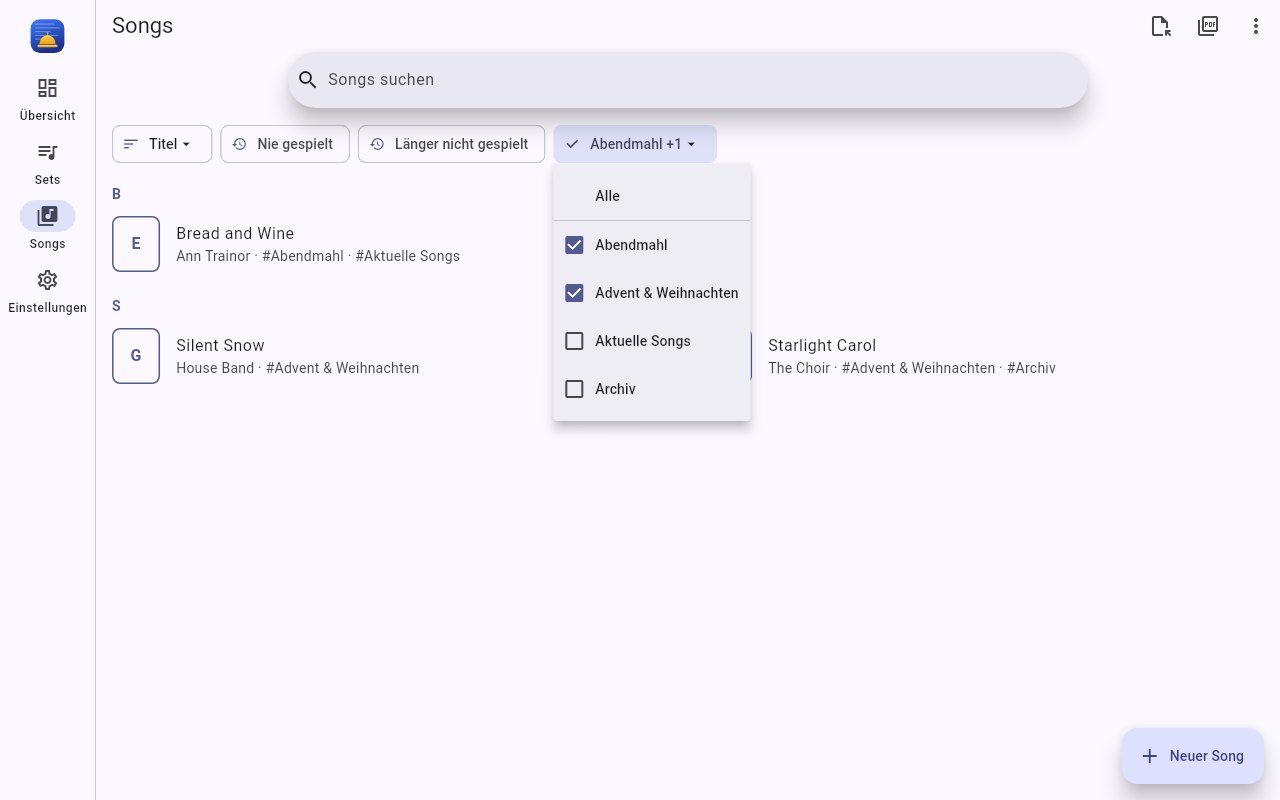 Songs
PDF
Songs suchen
Übersicht
Titel
Nie gespielt
Länger nicht gespielt
Abendmahl +1
Sets
B
Alle
Songs
E
Bread and Wine
Ann Trainor · #Abendmahl · #Aktuelle Songs
Abendmahl
Einstellungen
Advent & Weihnachten
S
G
Silent Snow
House Band · #Advent & Weihnachten
Aktuelle Songs
Starlight Carol
The Choir · #Advent & Weihnachten · #Archiv
Archiv
Neuer Song